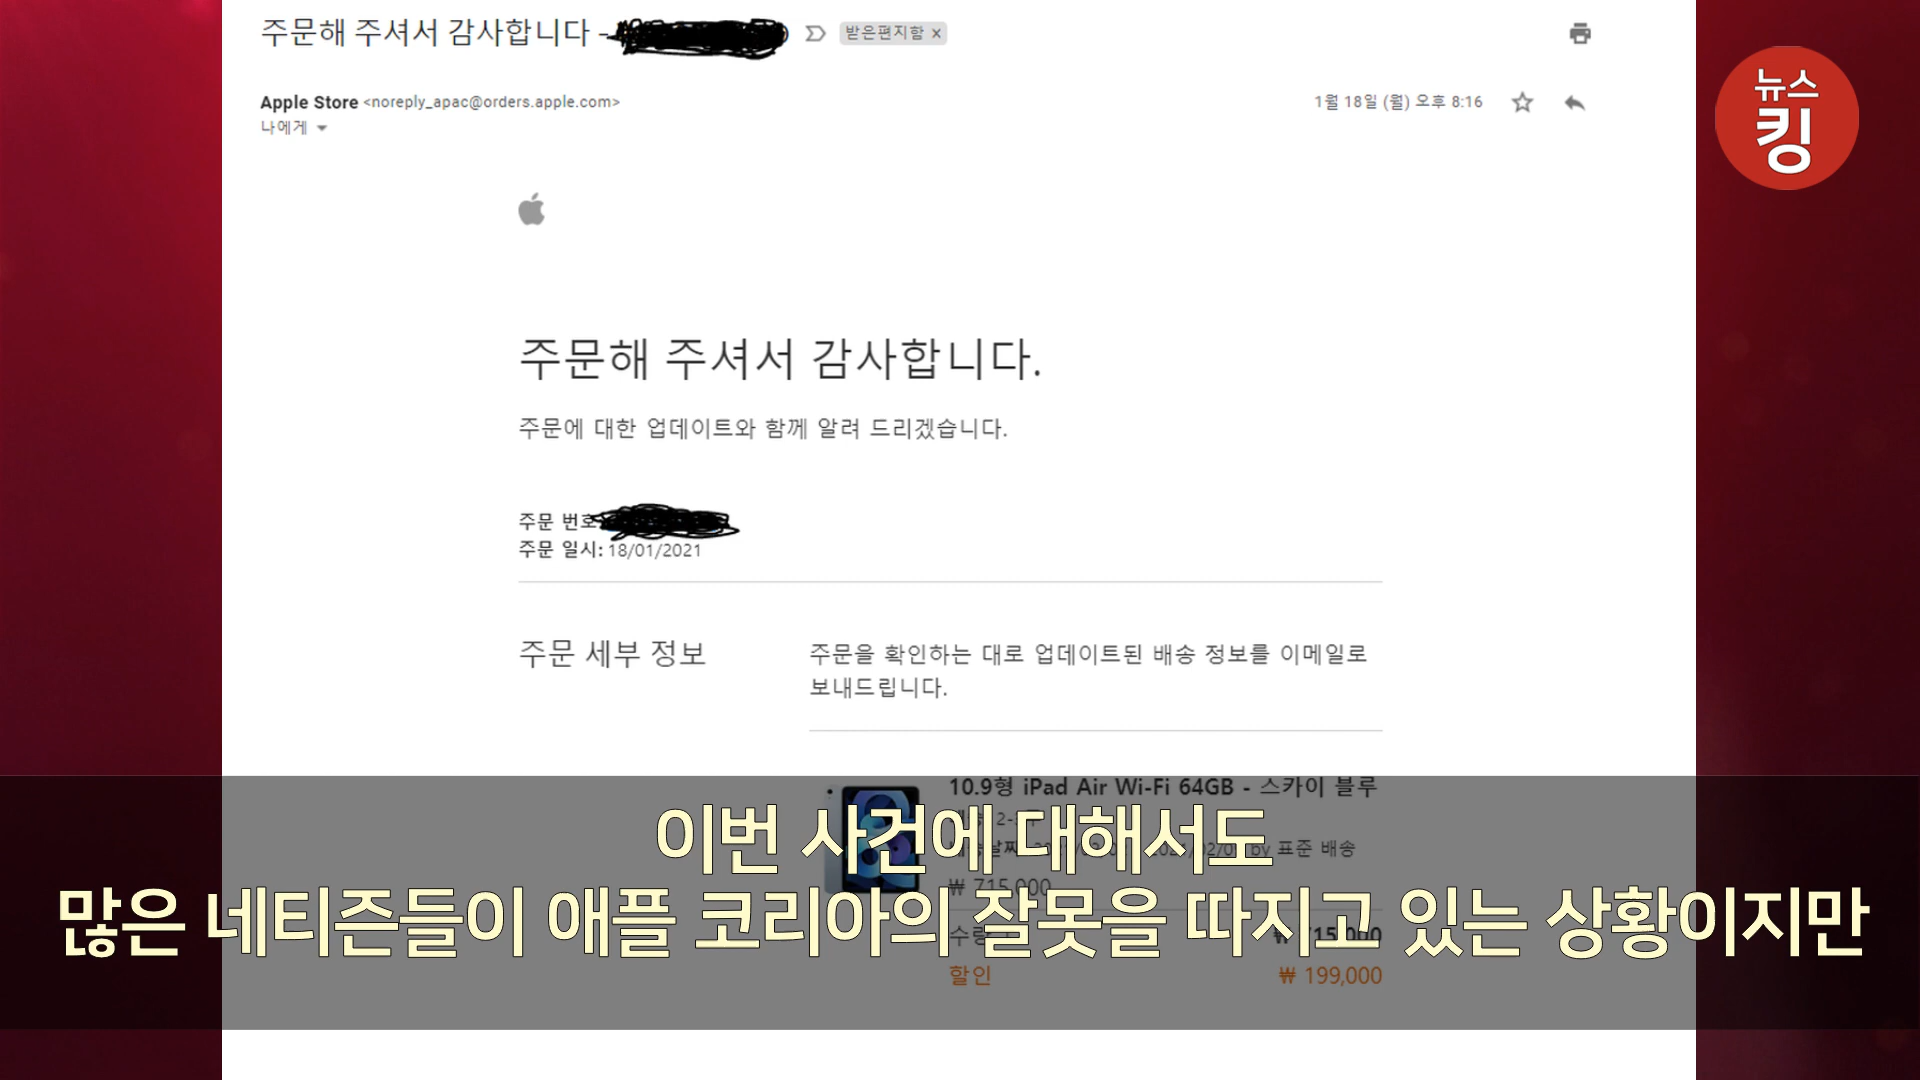 주문해 주셔서 감사합니다 -
받은편지함 x
뉴스
킹
Apple Store <noreply_apac@orders.apple.com>
1월 18일 (월) 오후 8:16
나에게
주문해 주셔서 감사합니다.
주문에 대한 업데이트와 함께 알려 드리겠습니다.
주문 번호
주문 일시: 18/01/2021
주문 세부 정보
주문을 확인하는 대로 업데이트된 배송 정보를 이메일로
보내드립니다.
10.9형 iPad Air Wi-Fi 64GB - 스카이 블루
by 표준 배송
₩ 715,000
₩ 715,000
할인
₩ 199,000
이번 사건에 대해서도
많은 네티즌들이 애플 코리아의 잘못을 따지고 있는 상황이지만